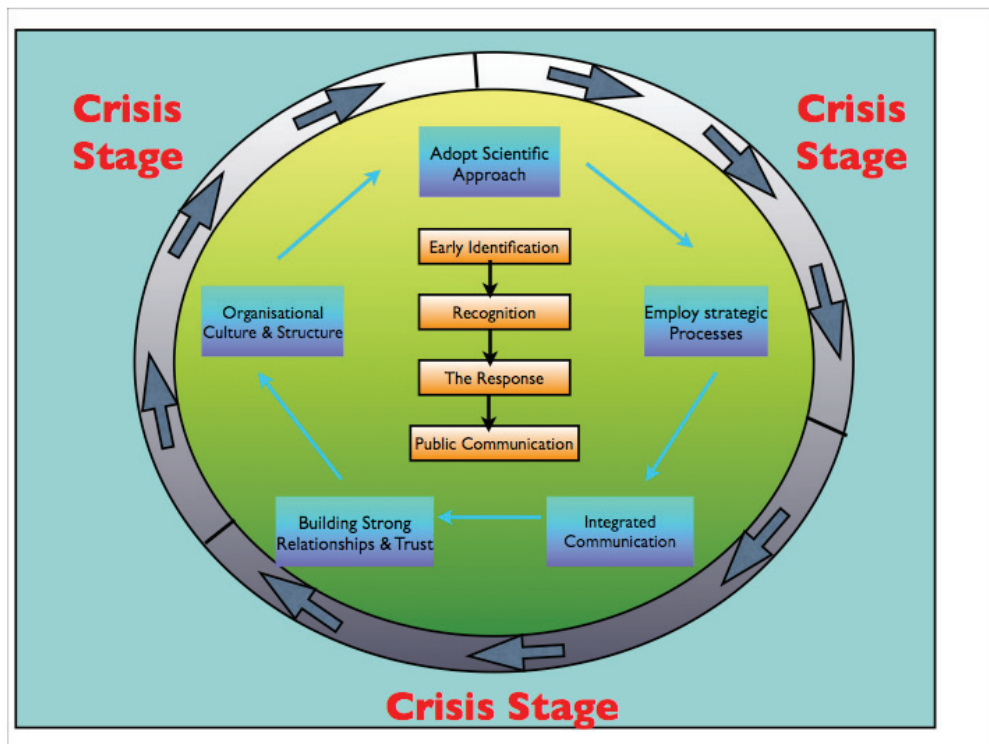 Crisis
Stage
Crisis
Stage
Adopt Scientific
Approach
Early Identification
Organisational
Culture & Structure
Recognition
Employ strategic
Processes
The Response
Public Communication
Building Strong
Relationships & Trust
Integrated
Communication
Crisis Stage